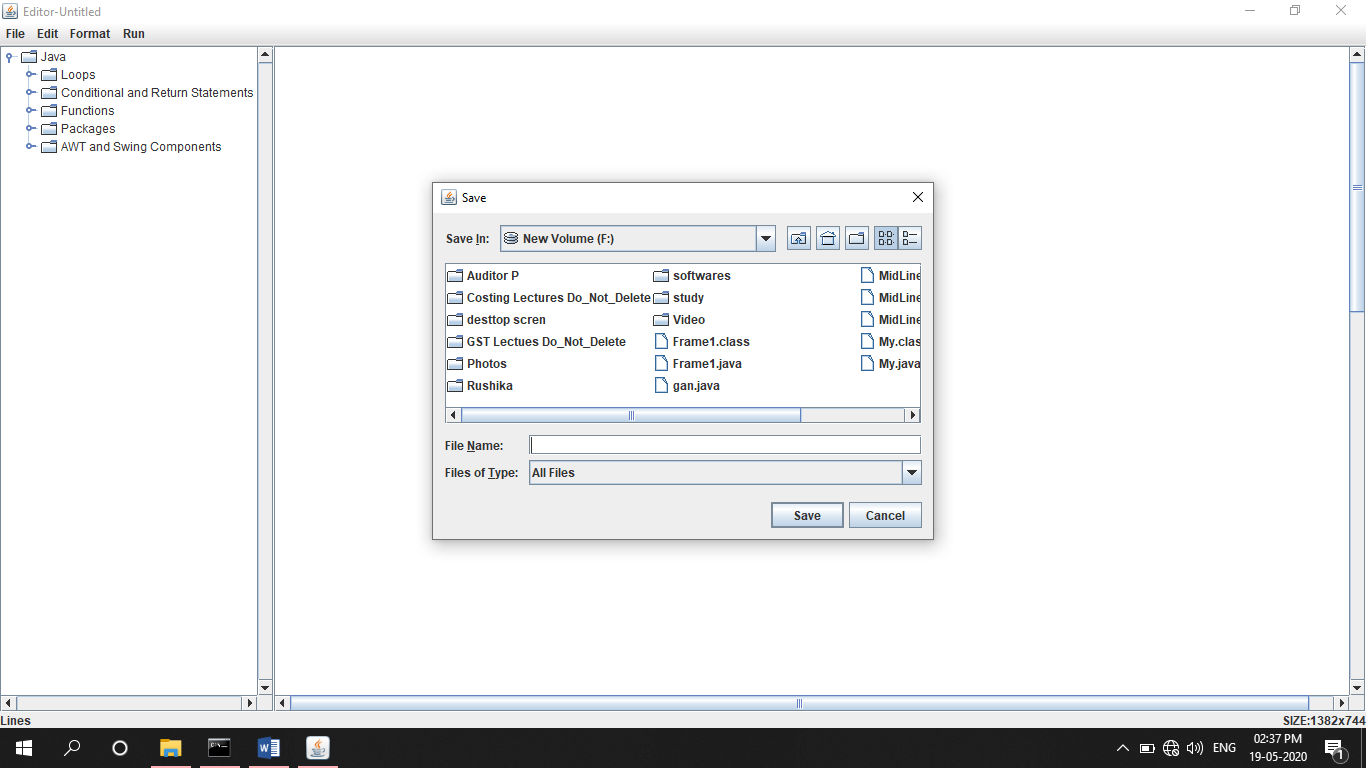 Editor-Untitled
File Edit Format Run
Java
Loops
Conditional and Return Statements
Functions
Packages
AWT and Swing Components
Save
Save In: New Volume (F:)
Auditor P softwares MidLine
Costing Lectures Do_Not_Delete study MidLine
desttop scren Video MidLine
GST Lectues Do_Not_Delete Frame1.class My.clas
Photos Frame1.java My.java
Rushika gan.java
File Name:
Files of Type: All Files
Save Cancel
Lines SIZE:1382x744
ENG 02:37 PM
19-05-2020
1